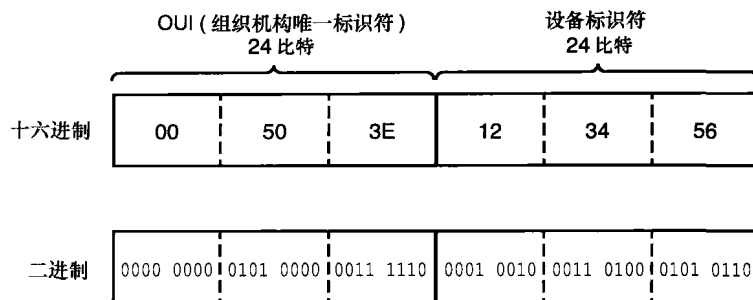 OUI（组织机构唯一标识符）
24 比特
设备标识符
24 比特
十六进制 00 50 3E 12 34 56
二进制 0000 0000 0101 0000 0011 1110 0001 0010 0011 0100 0101 0110